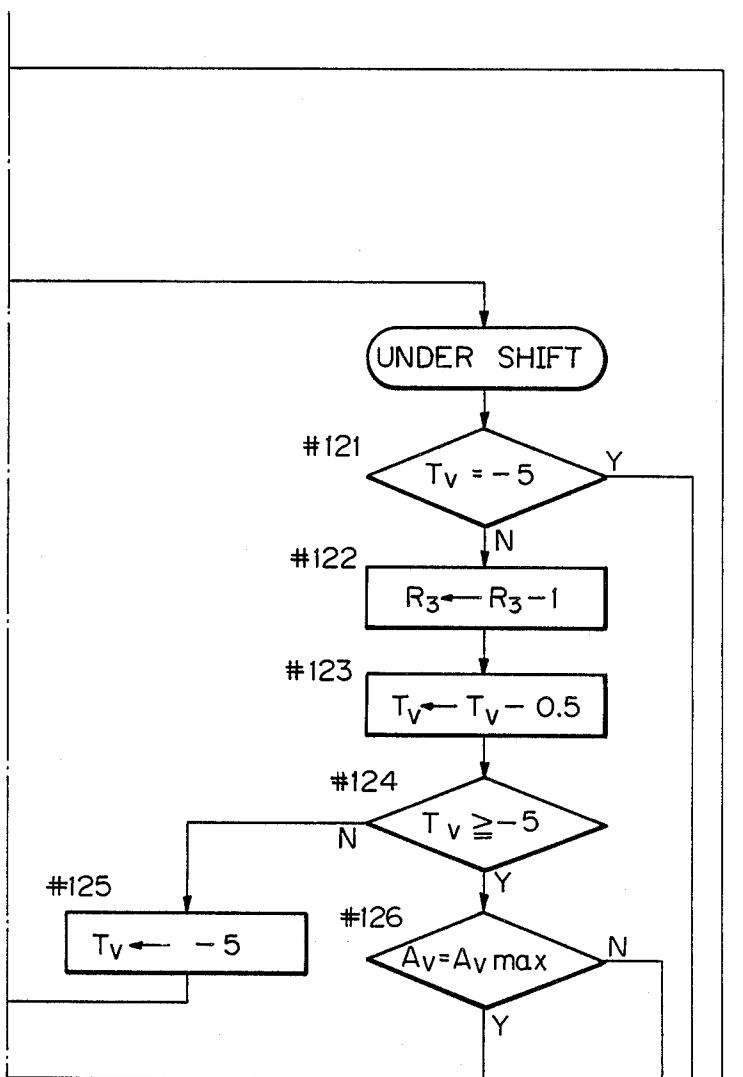 UNDER SHIFT
#121
Tv = -5
Y
N
#122
R3 ← R3 - 1
#123
Tv ← Tv - 0.5
#124
Tv ≧ -5
N
Y
#125
Tv ← -5
#126
Av = Av max
N
Y